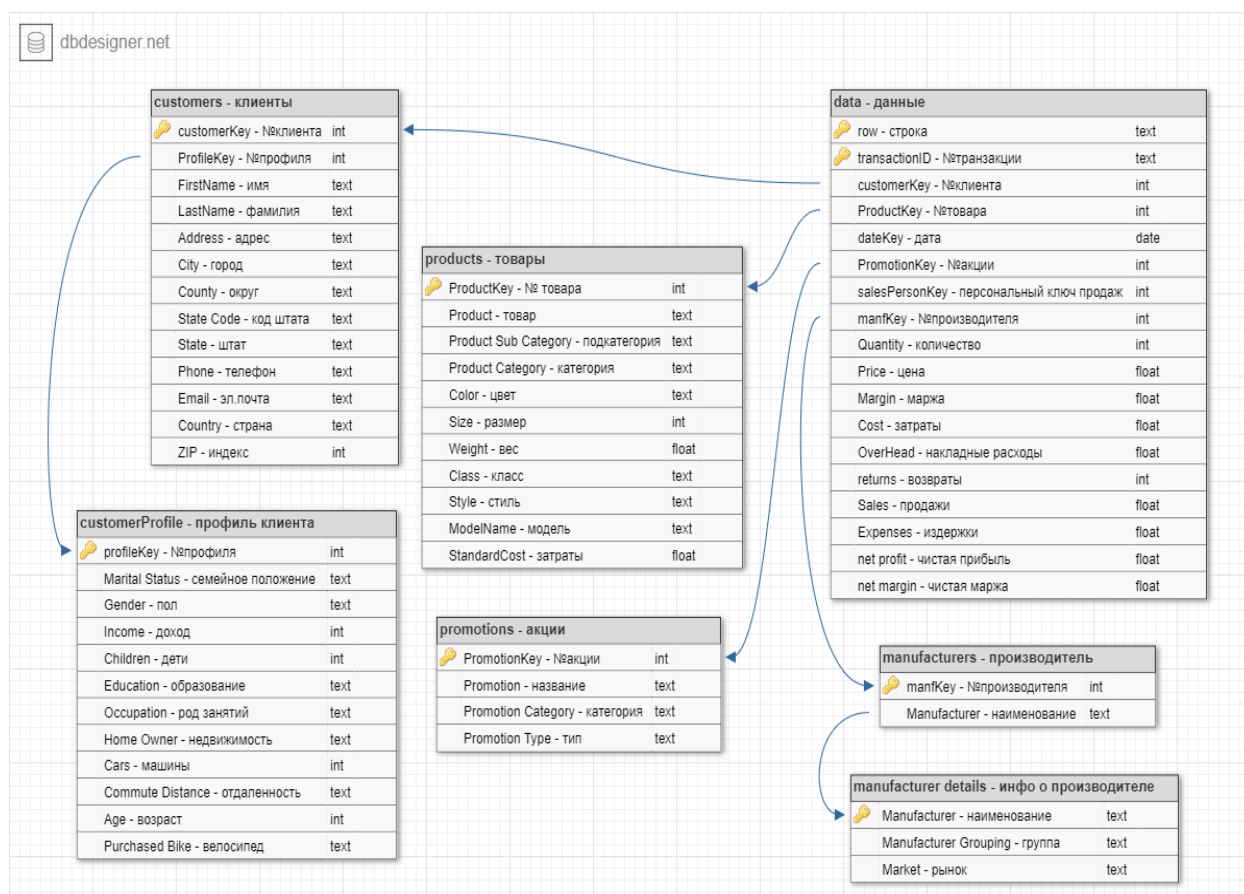 dbdesigner.net
customers - клиенты
customerKey - №клиента int
ProfileKey - №профиля int
FirstName - имя text
LastName - фамилия text
Address - адрес text
City - город text
County - округ text
State Code - код штата text
State - штат text
Phone - телефон text
Email - эл.почта text
Country - страна text
ZIP - индекс int
customerProfile - профиль клиента
profileKey - №профиля int
Marital Status - семейное положение text
Gender - пол text
Income - доход int
Children - дети int
Education - образование text
Occupation - род занятий text
Home Owner - недвижимость text
Cars - машины int
Commute Distance - отдаленность text
Age - возраст int
Purchased Bike - велосипед text
products - товары
ProductKey - № товара int
Product - товар text
Product Sub Category - подкатегория text
Product Category - категория text
Color - цвет text
Size - размер int
Weight - вес float
Class - класс text
Style - стиль text
ModelName - модель text
StandardCost - затраты float
promotions - акции
PromotionKey - №акции int
Promotion - название text
Promotion Category - категория text
Promotion Type - тип text
data - данные
row - строка text
transactionID - №транзакции text
customerKey - №клиента int
ProductKey - №товара int
dateKey - дата date
PromotionKey - №акции int
salesPersonKey - персональный ключ продаж int
manfKey - №производителя int
Quantity - количество int
Price - цена float
Margin - маржа float
Cost - затраты float
OverHead - накладные расходы float
returns - возвраты int
Sales - продажи float
Expenses - издержки float
net profit - чистая прибыль float
net margin - чистая маржа float
manufacturers - производитель
manfKey - №производителя int
Manufacturer - наименование text
manufacturer details - инфо о производителе
Manufacturer - наименование text
Manufacturer Grouping - группа text
Market - рынок text